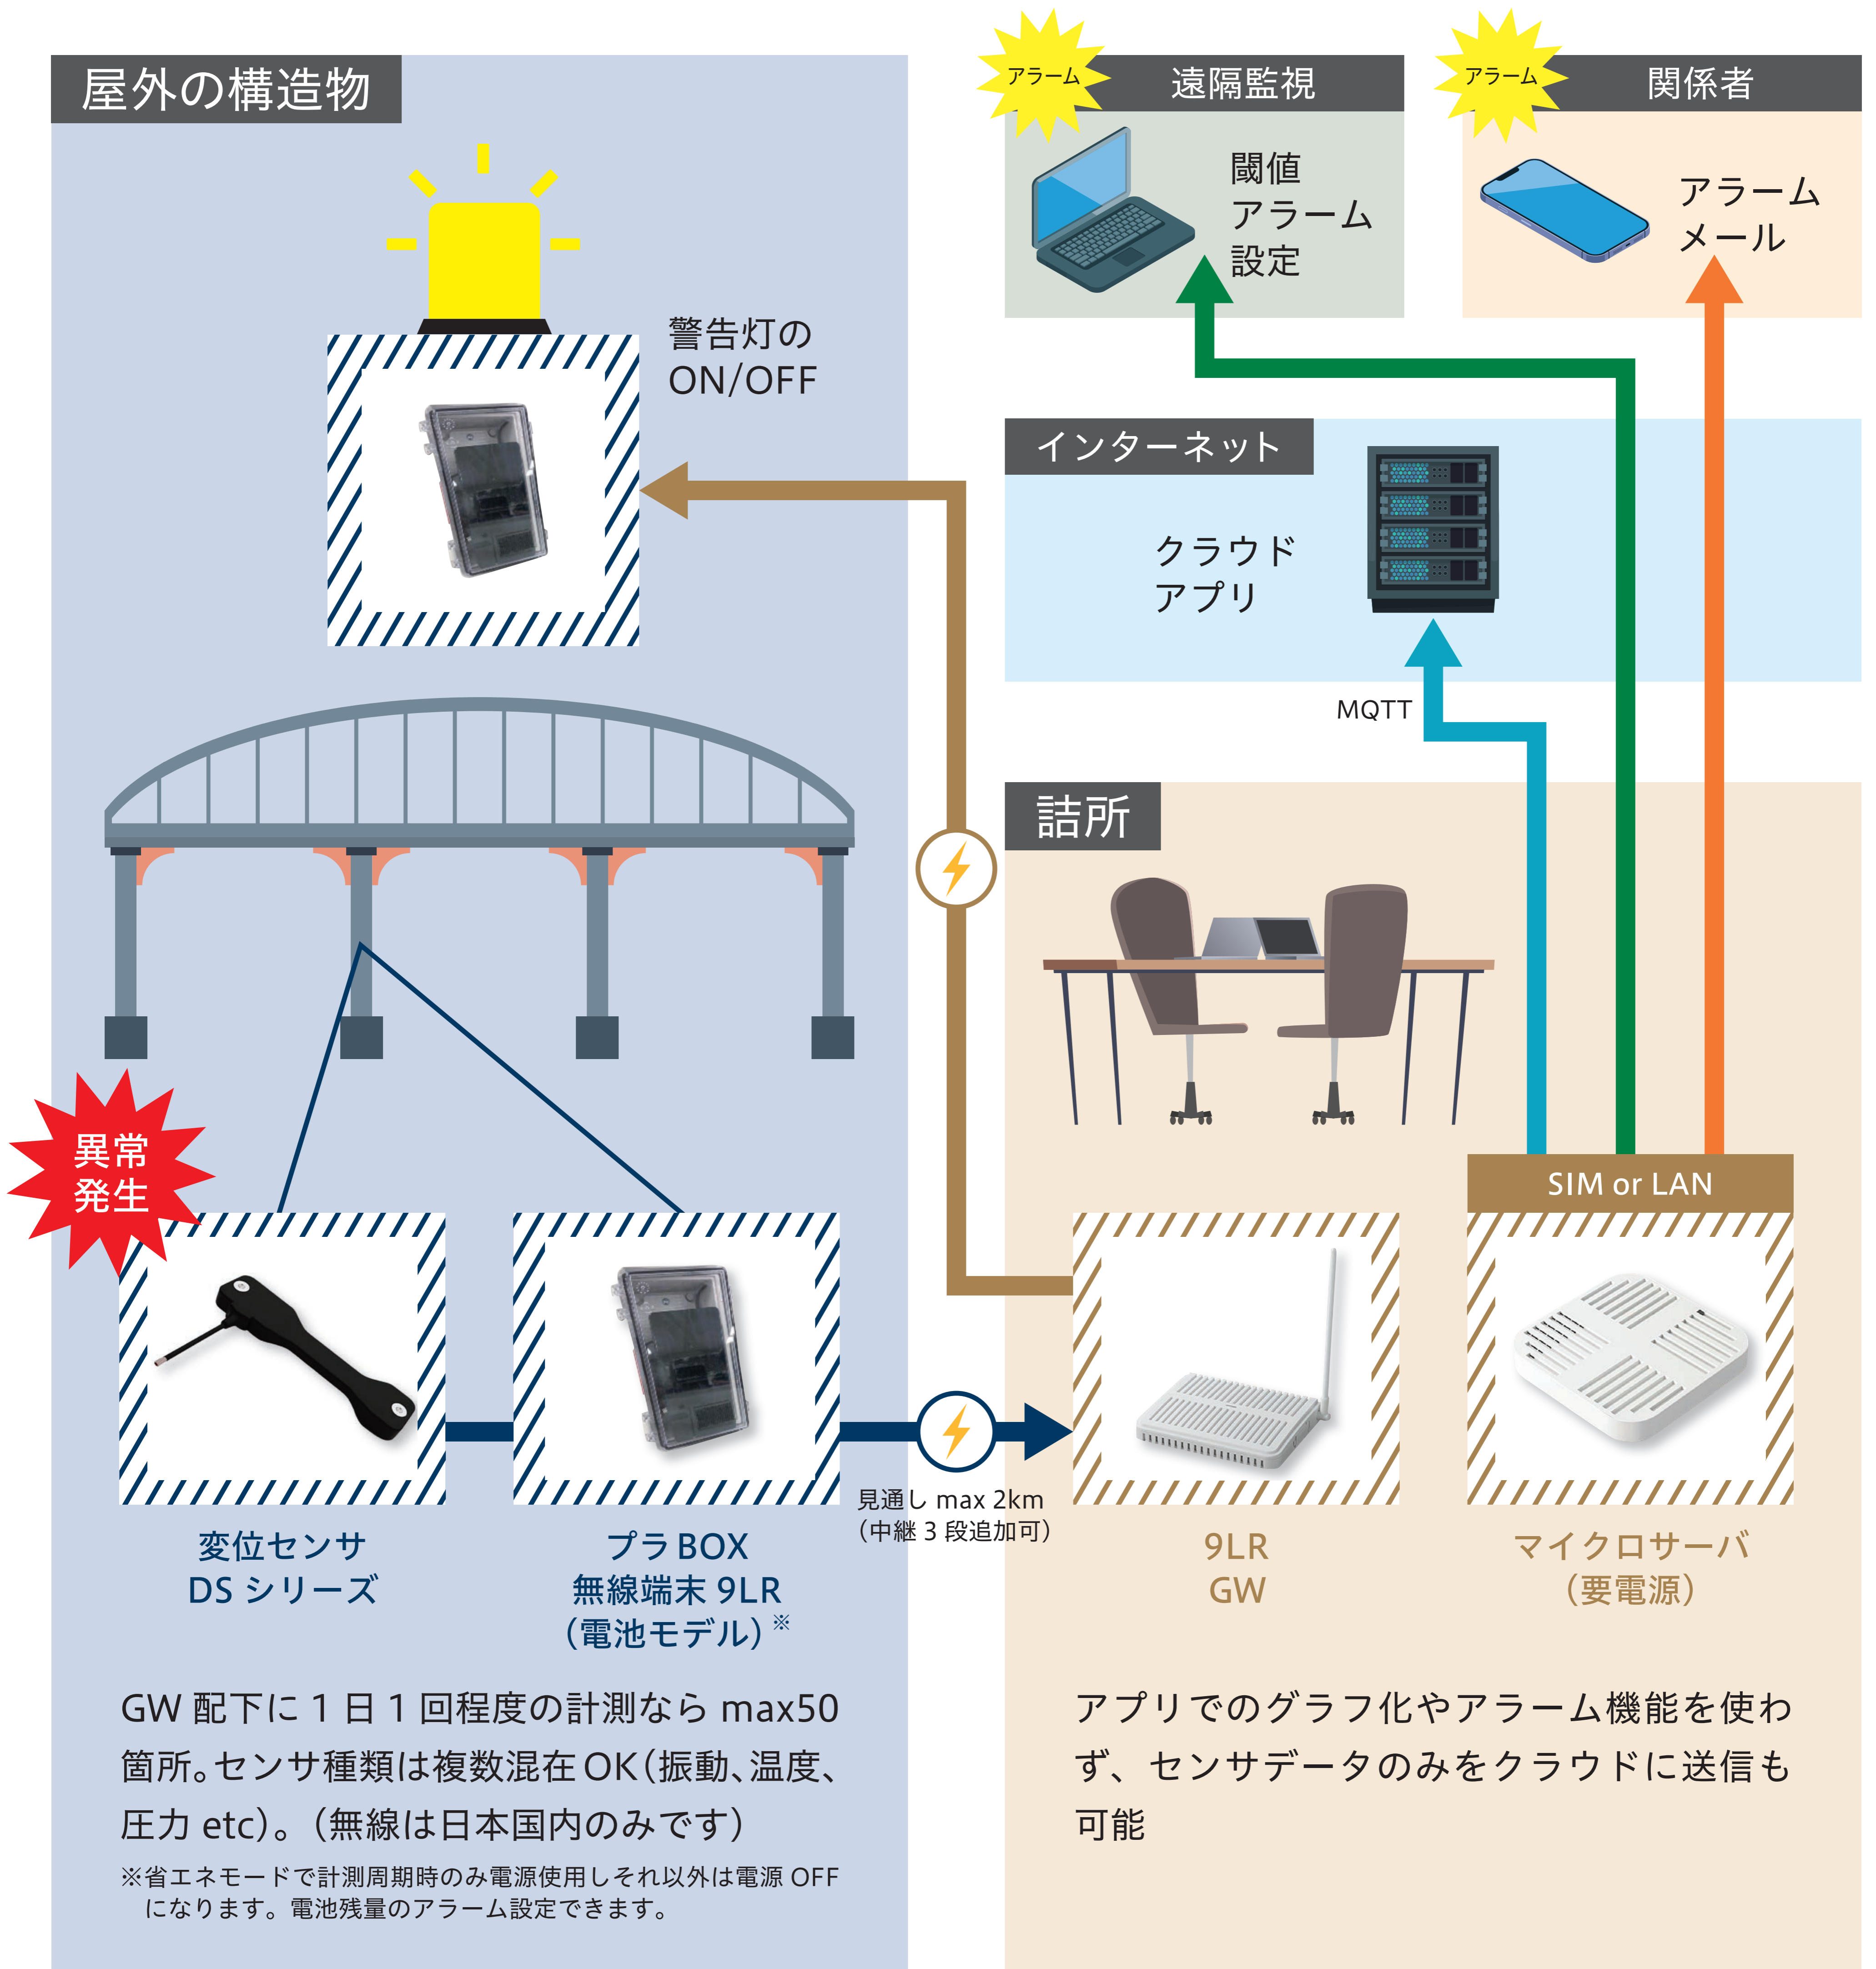 屋外の構造物
警告灯の
ON/OFF
異常
発生
変位センサ
DS シリーズ
プラBOX
無線端末 9LR
（電池モデル）※
見通し max 2km
（中継 3 段追加可）
GW 配下に 1 日 1 回程度の計測なら max50
箇所。センサ種類は複数混在OK（振動、温度、
圧力 etc）。（無線は日本国内のみです）
※省エネモードで計測周期時のみ電源使用しそれ以外は電源 OFF
になります。電池残量のアラーム設定できます。
アラーム
遠隔監視
閾値
アラーム
設定
アラーム
関係者
アラーム
メール
インターネット
クラウド
アプリ
MQTT
詰所
SIM or LAN
9LR
GW
マイクロサーバ
（要電源）
アプリでのグラフ化やアラーム機能を使わ
ず、センサデータのみをクラウドに送信も
可能